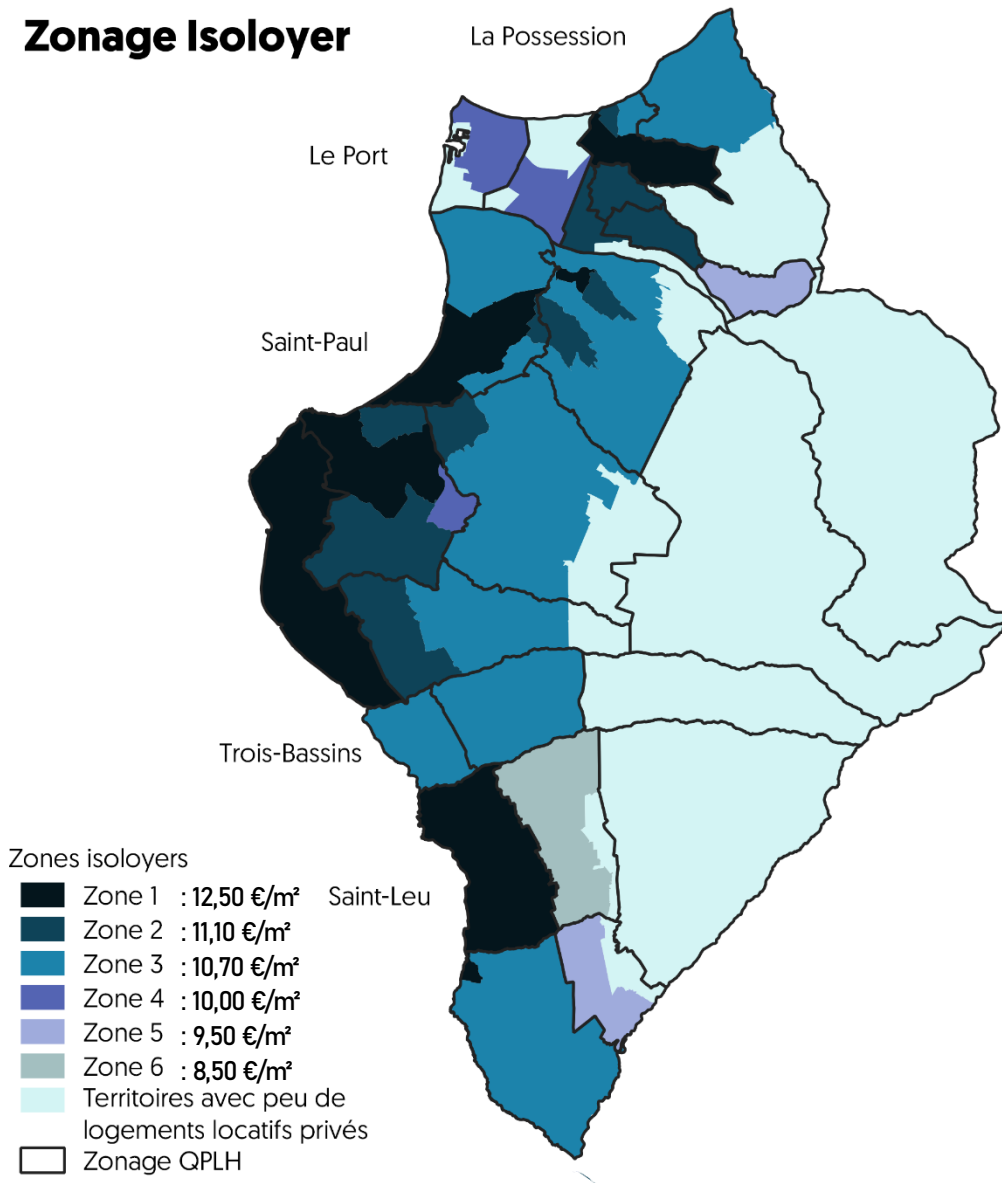 Zonage Isoloyer
La Possession
Le Port
Saint-Paul
Trois-Bassins
Saint-Leu
Zones isoloyers
Zone 1 : 12,50 €/m²
Zone 2 : 11,10 €/m²
Zone 3 : 10,70 €/m²
Zone 4 : 10,00 €/m²
Zone 5 : 9,50 €/m²
Zone 6 : 8,50 €/m²
Territoires avec peu de
logements locatifs privés
Zonage QPLH